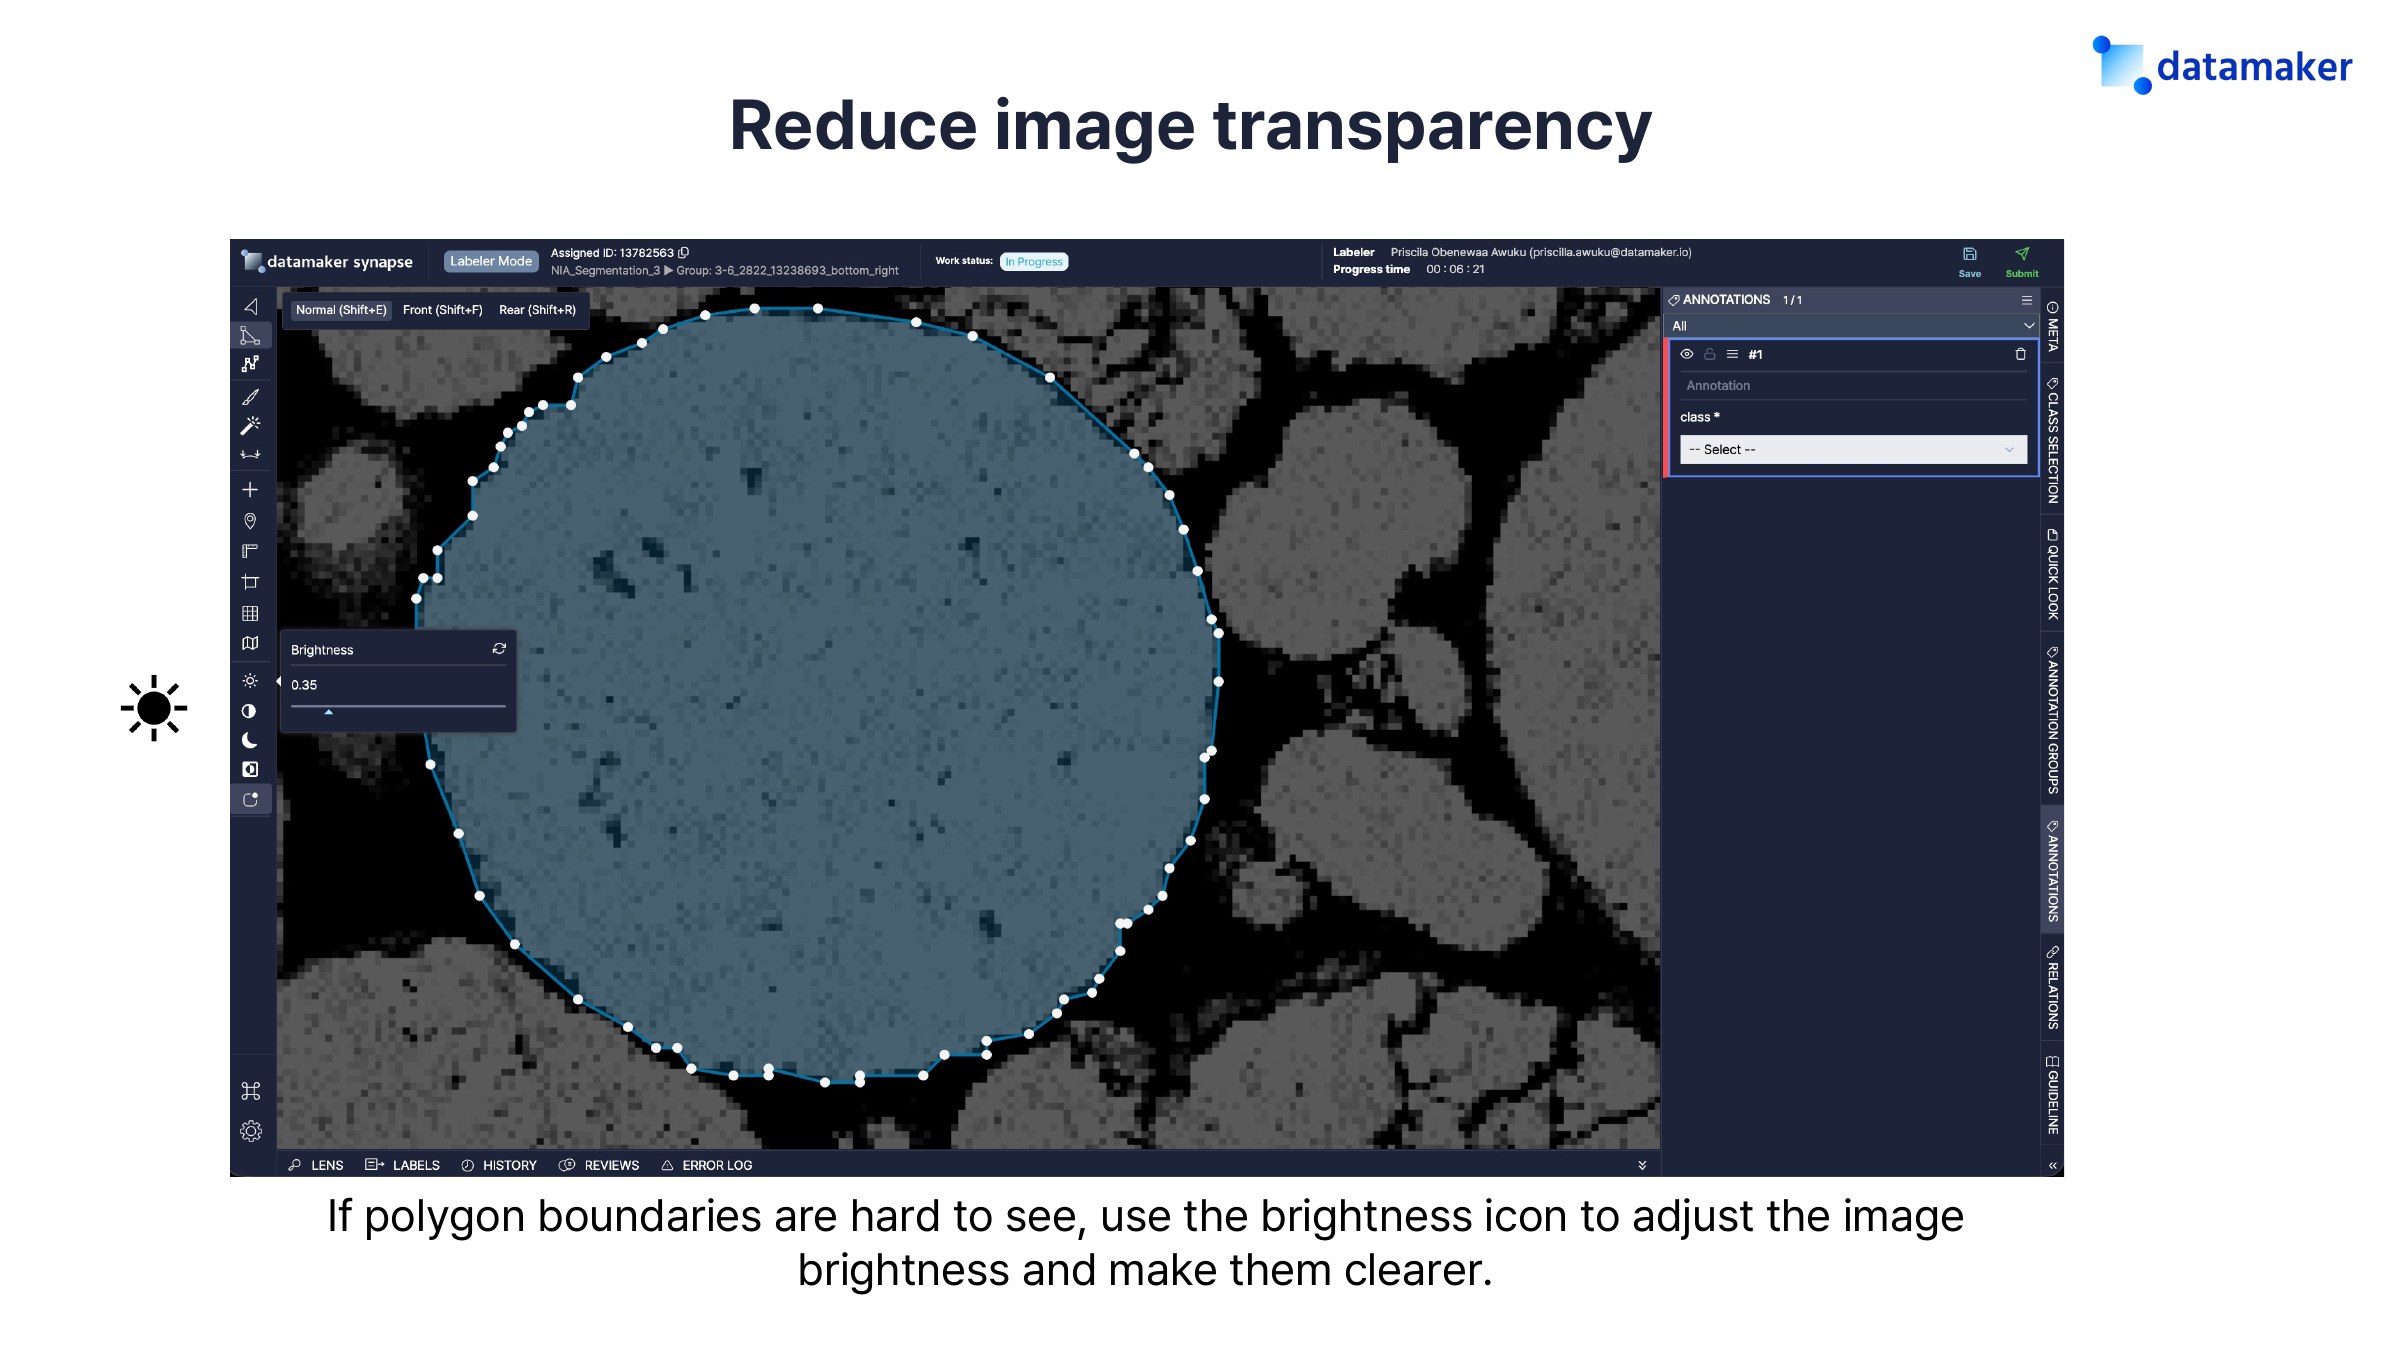 datamaker
Reduce image transparency
datamaker synapse
Labeler Mode
Assigned ID: 13782563
NIA_Segmentation_3 ▶ Group: 3-6_2822_13238693_bottom_right
Work status: In Progress
Labeler Priscila Obenewaa Awuku (priscilla.awuku@datamaker.io)
Progress time 00 : 06 : 21
Save
Submit
Normal (Shift+E) Front (Shift+F) Rear (Shift+R)
ANNOTATIONS 1 / 1
All
#1
Annotation
class *
-- Select --
META
CLASS SELECTION
QUICK LOOK
ANNOTATION GROUPS
ANNOTATIONS
RELATIONS
GUIDELINE
Brightness
0.35
LENS LABELS HISTORY REVIEWS ERROR LOG
If polygon boundaries are hard to see, use the brightness icon to adjust the image
brightness and make them clearer.